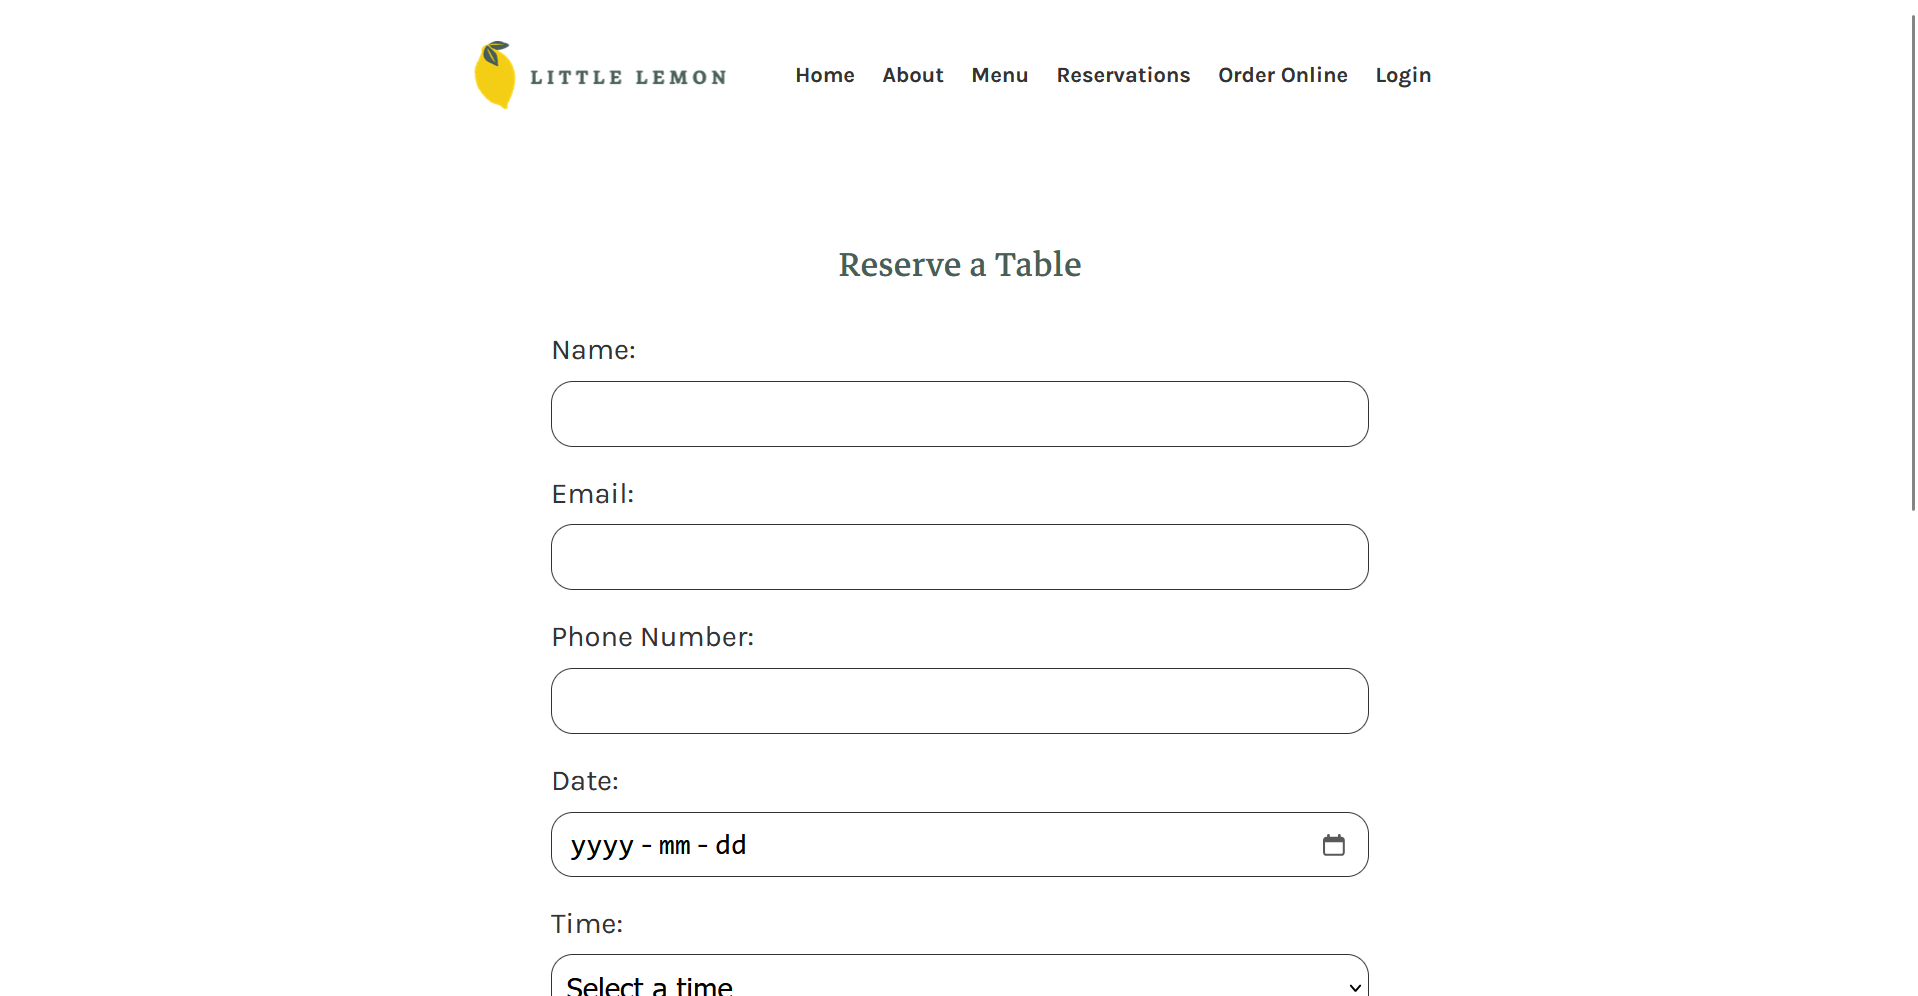 LITTLE LEMON
Home About Menu Reservations Order Online Login
Reserve a Table
Name:
Email:
Phone Number:
Date:
yyyy - mm - dd
Time:
Select a time